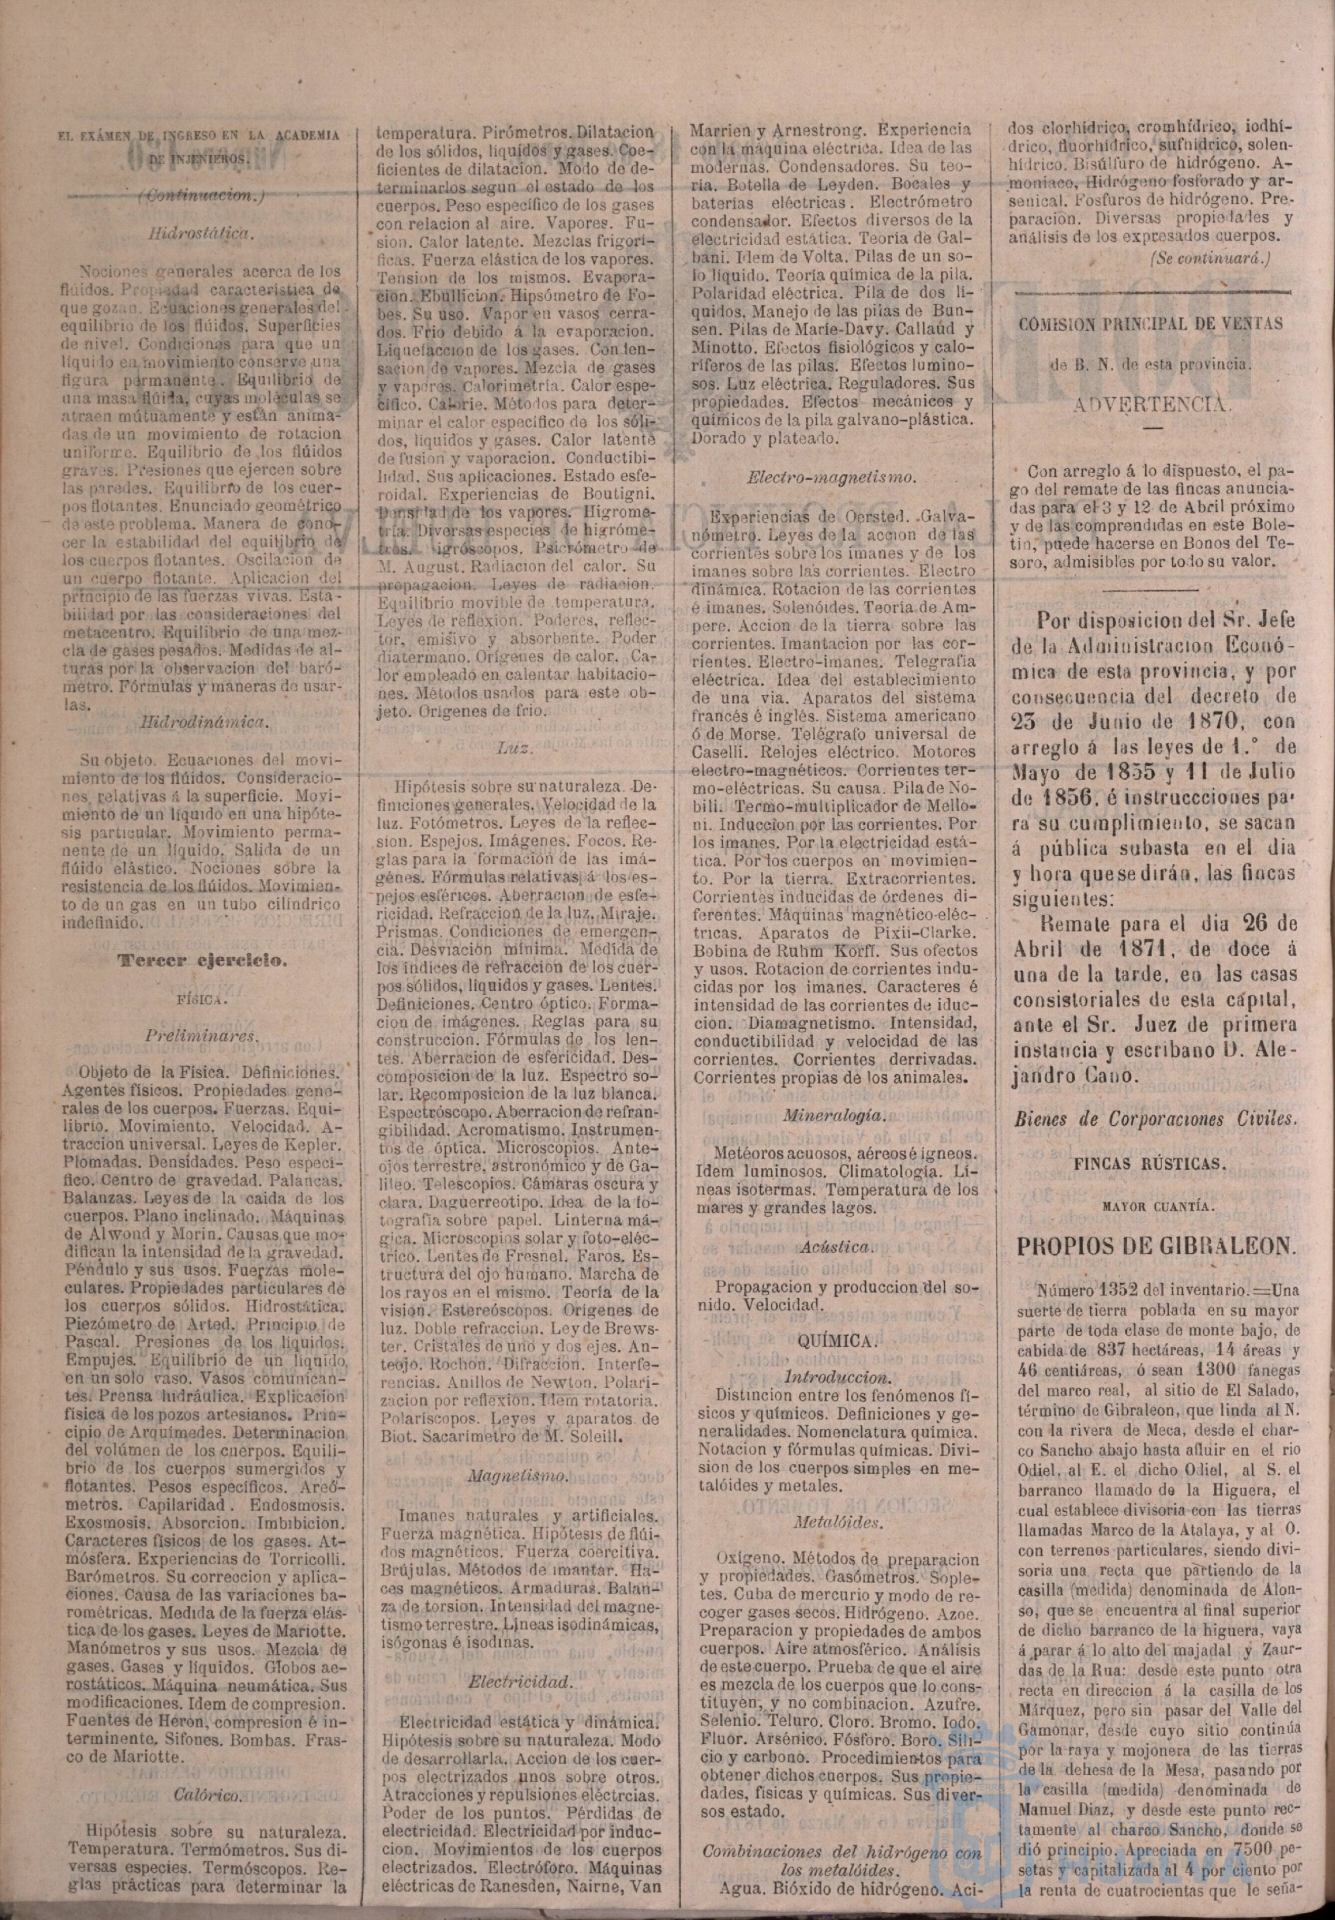 EL EXÁMEN DE INGRESO EN LA ACADEMIA
DE INJENIEROS.
(Continuacion.)
Hidrostática.
Nociones generales acerca de los
flúidos. Propiedad característica de
que gozan. Ecuaciones generales del
equilibrio de los flúidos. Superficies
de nivel. Condiciones para que un
líquido en movimiento conserve una
figura permanente. Equilibrio de
una masa flúida, cuyas moléculas se
atraen mútuamente y están anima-
das de un movimiento de rotacion
uniforme. Equilibrio de los flúidos
graves. Presiones que ejercen sobre
las paredes. Equilibrio de los cuer-
pos flotantes. Enunciado geométrico
de este problema. Manera de cono-
cer la estabilidad del equilibrio de
los cuerpos flotantes. Oscilacion de
un cuerpo flotante. Aplicacion del
principio de las fuerzas vivas. Esta-
bilidad por las consideraciones del
metacentro. Equilibrio de una mez-
cla de gases pesados. Medidas de al-
turas por la observacion del baró-
metro. Fórmulas y maneras de usar-
las.
Hidrodinámica.
Su objeto. Ecuaciones del movi-
miento de los flúidos. Consideracio-
nes relativas á la superficie. Movi-
miento de un líquido en una hipóte-
sis particular. Movimiento perma-
nente de un líquido. Salida de un
flúido elástico. Nociones sobre la
resistencia de los flúidos. Movimien-
to de un gas en un tubo cilíndrico
indefinido.
Tercer ejercicio.
FÍSICA.
Preliminares.
Objeto de la Física. Definiciones.
Agentes físicos. Propiedades gene-
rales de los cuerpos. Fuerzas. Equi-
librio. Movimiento. Velocidad. A-
traccion universal. Leyes de Kepler.
Plomadas. Densidades. Peso especí-
fico. Centro de gravedad. Palancas.
Balanzas. Leyes de la caida de los
cuerpos. Plano inclinado. Máquinas
de Alwond y Morin. Causas que mo-
difican la intensidad de la gravedad.
Péndulo y sus usos. Fuerzas mole-
culares. Propiedades particulares de
los cuerpos sólidos. Hidrostática.
Piezómetro de Arted. Principio de
Pascal. Presiones de los líquidos.
Empujes. Equilibrio de un líquido
en un solo vaso. Vasos comunican-
tes. Prensa hidráulica. Explicacion
física de los pozos artesianos. Prin-
cipio de Arquímedes. Determinacion
del volúmen de los cuerpos. Equili-
brio de los cuerpos sumergidos y
flotantes. Pesos específicos. Areó-
metros. Capilaridad. Endosmosis.
Exosmosis. Absorcion. Imbibicion.
Caracteres físicos de los gases. At-
mósfera. Experiencias de Torricolli.
Barómetros. Su correccion y aplica-
ciones. Causa de las variaciones ba-
rométricas. Medida de la fuerza elás-
tica de los gases. Leyes de Mariotte.
Manómetros y sus usos. Mezcla de
gases. Gases y líquidos. Globos ae-
rostáticos. Máquina neumática. Sus
modificaciones. Idem de compresion.
Fuentes de Heron, compresion é in-
terminente. Sifones. Bombas. Fras-
co de Mariotte.
Calórico.
Hipótesis sobre su naturaleza.
Temperatura. Termómetros. Sus di-
versas especies. Termóscopos. Re-
glas prácticas para determinar la
temperatura. Pirómetros. Dilatacion
de los sólidos, líquidos y gases. Coe-
ficientes de dilatacion. Modo de de-
terminarlos segun el estado de los
cuerpos. Peso específico de los gases
con relacion al aire. Vapores. Fu-
sion. Calor latente. Mezclas frigorí-
ficas. Fuerza elástica de los vapores.
Tension de los mismos. Evapora-
cion. Ebullicion. Hipsómetro de Fo-
bes. Su uso. Vapor en vasos cerra-
dos. Frio debido á la evaporacion.
Liquefaccion de los gases. Conden-
sacion de vapores. Mezcla de gases
y vapores. Calorimetría. Calor espe-
cífico. Calorie. Métodos para deter-
minar el calor específico de los sóli-
dos, líquidos y gases. Calor latente
de fusion y vaporacion. Conductibi-
lidad. Sus aplicaciones. Estado esfe-
roidal. Experiencias de Boutigni.
Densidad de los vapores. Higrome-
tría. Diversas especies de higróme-
tros. igróscopos. Psicrómetro de
M. August. Radiacion del calor. Su
propagacion. Leyes de radiacion.
Equilibrio movible de temperatura.
Leyes de reflexion. Poderes, reflec-
tor, emisivo y absorbente. Poder
diatermano. Orígenes de calor. Ca-
lor empleado en calentar habitacio-
nes. Métodos usados para este ob-
jeto. Orígenes de frio.
Luz.
Hipótesis sobre su naturaleza. De-
finiciones generales. Velocidad de la
luz. Fotómetros. Leyes de la reflec-
sion. Espejos. Imágenes. Focos. Re-
glas para la formacion de las imá-
génes. Fórmulas relativas á los es-
pejos esféricos. Aberracion de esfe-
ricidad. Refraccion de la luz. Miraje.
Prismas. Condiciones de emergen-
cia. Desviacion mínima. Medida de
los índices de refraccion de los cuer-
pos sólidos, líquidos y gases. Lentes.
Definiciones. Centro óptico. Forma-
cion de imágenes. Reglas para su
construccion. Fórmulas de los len-
tes. Aberracion de esfericidad. Des-
composicion de la luz. Espectro so-
lar. Recomposicion de la luz blanca.
Espectróscopo. Aberracion de refran-
gibilidad. Acromatismo. Instrumen-
tos de óptica. Microscopios. Ante-
ojos terrestre, astronómico y de Ga-
lileo. Telescopios. Cámaras oscura y
clara. Daguerreotipo. Idea de la fo-
tografía sobre papel. Linterna má-
gica. Microscopios solar y foto-eléc-
trico. Lentes de Fresnel. Faros. Es-
tructura del ojo humano. Marcha de
los rayos en el mismo. Teoría de la
vision. Estereóscopos. Orígenes de
luz. Doble refraccion. Ley de Brews-
ter. Cristales de uno y dos ejes. An-
teojo. Rochon. Difraccion. Interfe-
rencias. Anillos de Newton. Polari-
zacion por reflexion. Idem rotatoria.
Polaríscopos. Leyes y aparatos de
Biot. Sacarímetro de M. Soleill.
Magnetismo.
Imanes naturales y artificiales.
Fuerza magnética. Hipótesis de flúi-
dos magnéticos. Fuerza coercitiva.
Brújulas. Métodos de imantar. Ha-
ces magnéticos. Armaduras. Balan-
za de torsion. Intensidad del magne-
tismo terrestre. Líneas isodinámicas,
isógonas é isodinas.
Electricidad.
Electricidad estática y dinámica.
Hipótesis sobre su naturaleza. Modo
de desarrollarla. Accion de los cuer-
pos electrizados unos sobre otros.
Atracciones y repulsiones eléctrcias.
Poder de los puntos. Pérdidas de
electricidad. Electricidad por induc-
cion. Movimientos de los cuerpos
electrizados. Electróforo. Máquinas
eléctricas de Ranesden, Nairne, Van
Marrien y Arnestrong. Experiencia
con la máquina eléctrica. Idea de las
modernas. Condensadores. Su teo-
ría. Botella de Leyden. Bocales y
baterías eléctricas. Electrómetro
condensador. Efectos diversos de la
electricidad estática. Teoría de Gal-
bani. Idem de Volta. Pilas de un so-
lo líquido. Teoría química de la pila.
Polaridad eléctrica. Pila de dos lí-
quidos. Manejo de las pilas de Bun-
sen. Pilas de Maríe-Davy. Callaud y
Minotto. Efectos fisiológicos y calo-
ríferos de las pilas. Efectos lumino-
sos. Luz eléctrica. Reguladores. Sus
propiedades. Efectos mecánicos y
químicos de la pila galvano-plástica.
Dorado y plateado.
Electro-magnetismo.
Experiencias de Oersted. Galva-
nómetro. Leyes de la accion de las
corrientes sobre los imanes y de los
imanes sobre las corrientes. Electro
dinámica. Rotacion de las corrientes
é imanes. Solenóides. Teoría de Am-
pere. Accion de la tierra sobre las
corrientes. Imantacion por las cor-
rientes. Electro-imanes. Telegrafía
eléctrica. Idea del establecimiento
de una via. Aparatos del sistema
francés é inglés. Sistema americano
ó de Morse. Telégrafo universal de
Caselli. Relojes eléctrico. Motores
electro-magnéticos. Corrientes ter-
mo-eléctricas. Su causa. Pila de No-
bili. Termo-multiplicador de Mello-
ni. Induccion por las corrientes. Por
los imanes. Por la electricidad está-
tica. Por los cuerpos en movimien-
to. Por la tierra. Extracorrientes.
Corrientes inducidas de órdenes di-
ferentes. Máquinas magnético-eléc-
tricas. Aparatos de Pixii-Clarke.
Bobina de Ruhm Korff. Sus ofectos
y usos. Rotacion de corrientes indu-
cidas por los imanes. Caracteres é
intensidad de las corrientes de iduc-
cion. Diamagnetismo. Intensidad,
conductibilidad y velocidad de las
corrientes. Corrientes derrivadas.
Corrientes propias de los animales.
Mineralogía.
Metéoros acuosos, aéreos é igneos.
Idem luminosos. Climatología. Lí-
neas isotermas. Temperatura de los
mares y grandes lagos.
Acústica.
Propagacion y produccion del so-
nido. Velocidad.
QUÍMICA.
Introduccion.
Distincion entre los fenómenos fí-
sicos y químicos. Definiciones y ge-
neralidades. Nomenclatura química.
Notacion y fórmulas químicas. Divi-
sion de los cuerpos simples en me-
talóides y metales.
Metalóides.
Oxígeno. Métodos de preparacion
y propiedades. Gasómetros. Sople-
tes. Cuba de mercurio y modo de re-
coger gases secos. Hidrógeno. Azoe.
Preparacion y propiedades de ambos
cuerpos. Aire atmosférico. Análisis
de este cuerpo. Prueba de que el aire
es mezcla de los cuerpos que lo cons-
tituyen, y no combinacion. Azufre.
Selenio. Teluro. Cloro. Bromo. Iodo.
Fluor. Arsénico. Fósforo. Boro. Sili-
cio y carbono. Procedimientos para
obtener dichos cuerpos. Sus propie-
dades, físicas y químicas. Sus diver-
sos estado.
Combinaciones del hidrógeno con
los metalóides.
Agua. Bióxido de hidrógeno. Aci-
dos clorhídrico, cromhídrico, iodhí-
drico, fluorhídrico, sufnidrico, solen-
hídrico. Bisúlfuro de hidrógeno. A-
moniaco, Hidrógeno fosforado y ar-
senical. Fosfuros de hidrógeno. Pre-
paracion. Diversas propiedades y
análisis de los expresados cuerpos.
(Se continuará.)
COMISION PRINCIPAL DE VENTAS
de B. N. de esta provincia.
ADVERTENCIA.
Con arreglo á lo dispuesto, el pa-
go del remate de las fincas anuncia-
das para el 3 y 12 de Abril próximo
y de las comprendidas en este Bole-
tin, puede hacerse en Bonos del Te-
soro, admisibles por todo su valor.
Por disposicion del Sr. Jefe
de la Administracion Econó-
mica de esta provincia, y por
consecuencia del decreto de
23 de Junio de 1870, con
arreglo á las leyes de 1.º de
Mayo de 1855 y 11 de Julio
de 1856, é instruccciones pa-
ra su cumplimiento, se sacan
á pública subasta en el dia
y hora que se dirán, las fincas
siguientes:
Remate para el dia 26 de
Abril de 1871, de doce á
una de la tarde, en las casas
consistoriales de esta cápital,
ante el Sr. Juez de primera
instancia y escribano D. Ale-
jandro Cano.
Bienes de Corporaciones Civiles.
FINCAS RÚSTICAS.
MAYOR CUANTÍA.
PROPIOS DE GIBRALEON.
Número 1352 del inventario.=Una
suerte de tierra poblada en su mayor
parte de toda clase de monte bajo, de
cabida de 837 hectáreas, 14 áreas y
46 centiáreas, ó sean 1300 fanegas
del marco real, al sitio de El Salado,
término de Gibraleon, que linda al N.
con la rivera de Meca, desde el char-
co Sancho abajo hasta afluir en el rio
Odiel, al E. el dicho Odiel, al S. el
barranco llamado de la Higuera, el
cual establece divisoria con las tierras
llamadas Marco de la Atalaya, y al O.
con terrenos particulares, siendo divi-
soria una recta que partiendo de la
casilla (medida) denominada de Alon-
so, que se encuentra al final superior
de dicho barranco de la higuera, vaya
á parar á lo alto del majadal y Zaur-
das de la Rua: desde este punto otra
recta en direccion á la casilla de los
Márquez, pero sin pasar del Valle del
Gamonar, desde cuyo sitio continúa
por la raya y mojonera de las tierras
de la dehesa de la Mesa, pasando por
la casilla (medida) denominada de
Manuel Diaz, y desde este punto rec-
tamente al charco Sancho, donde se
dió principio. Apreciada en 7500 pe-
setas y capitalizada al 4 por ciento por
la renta de cuatrocientas que le seña-